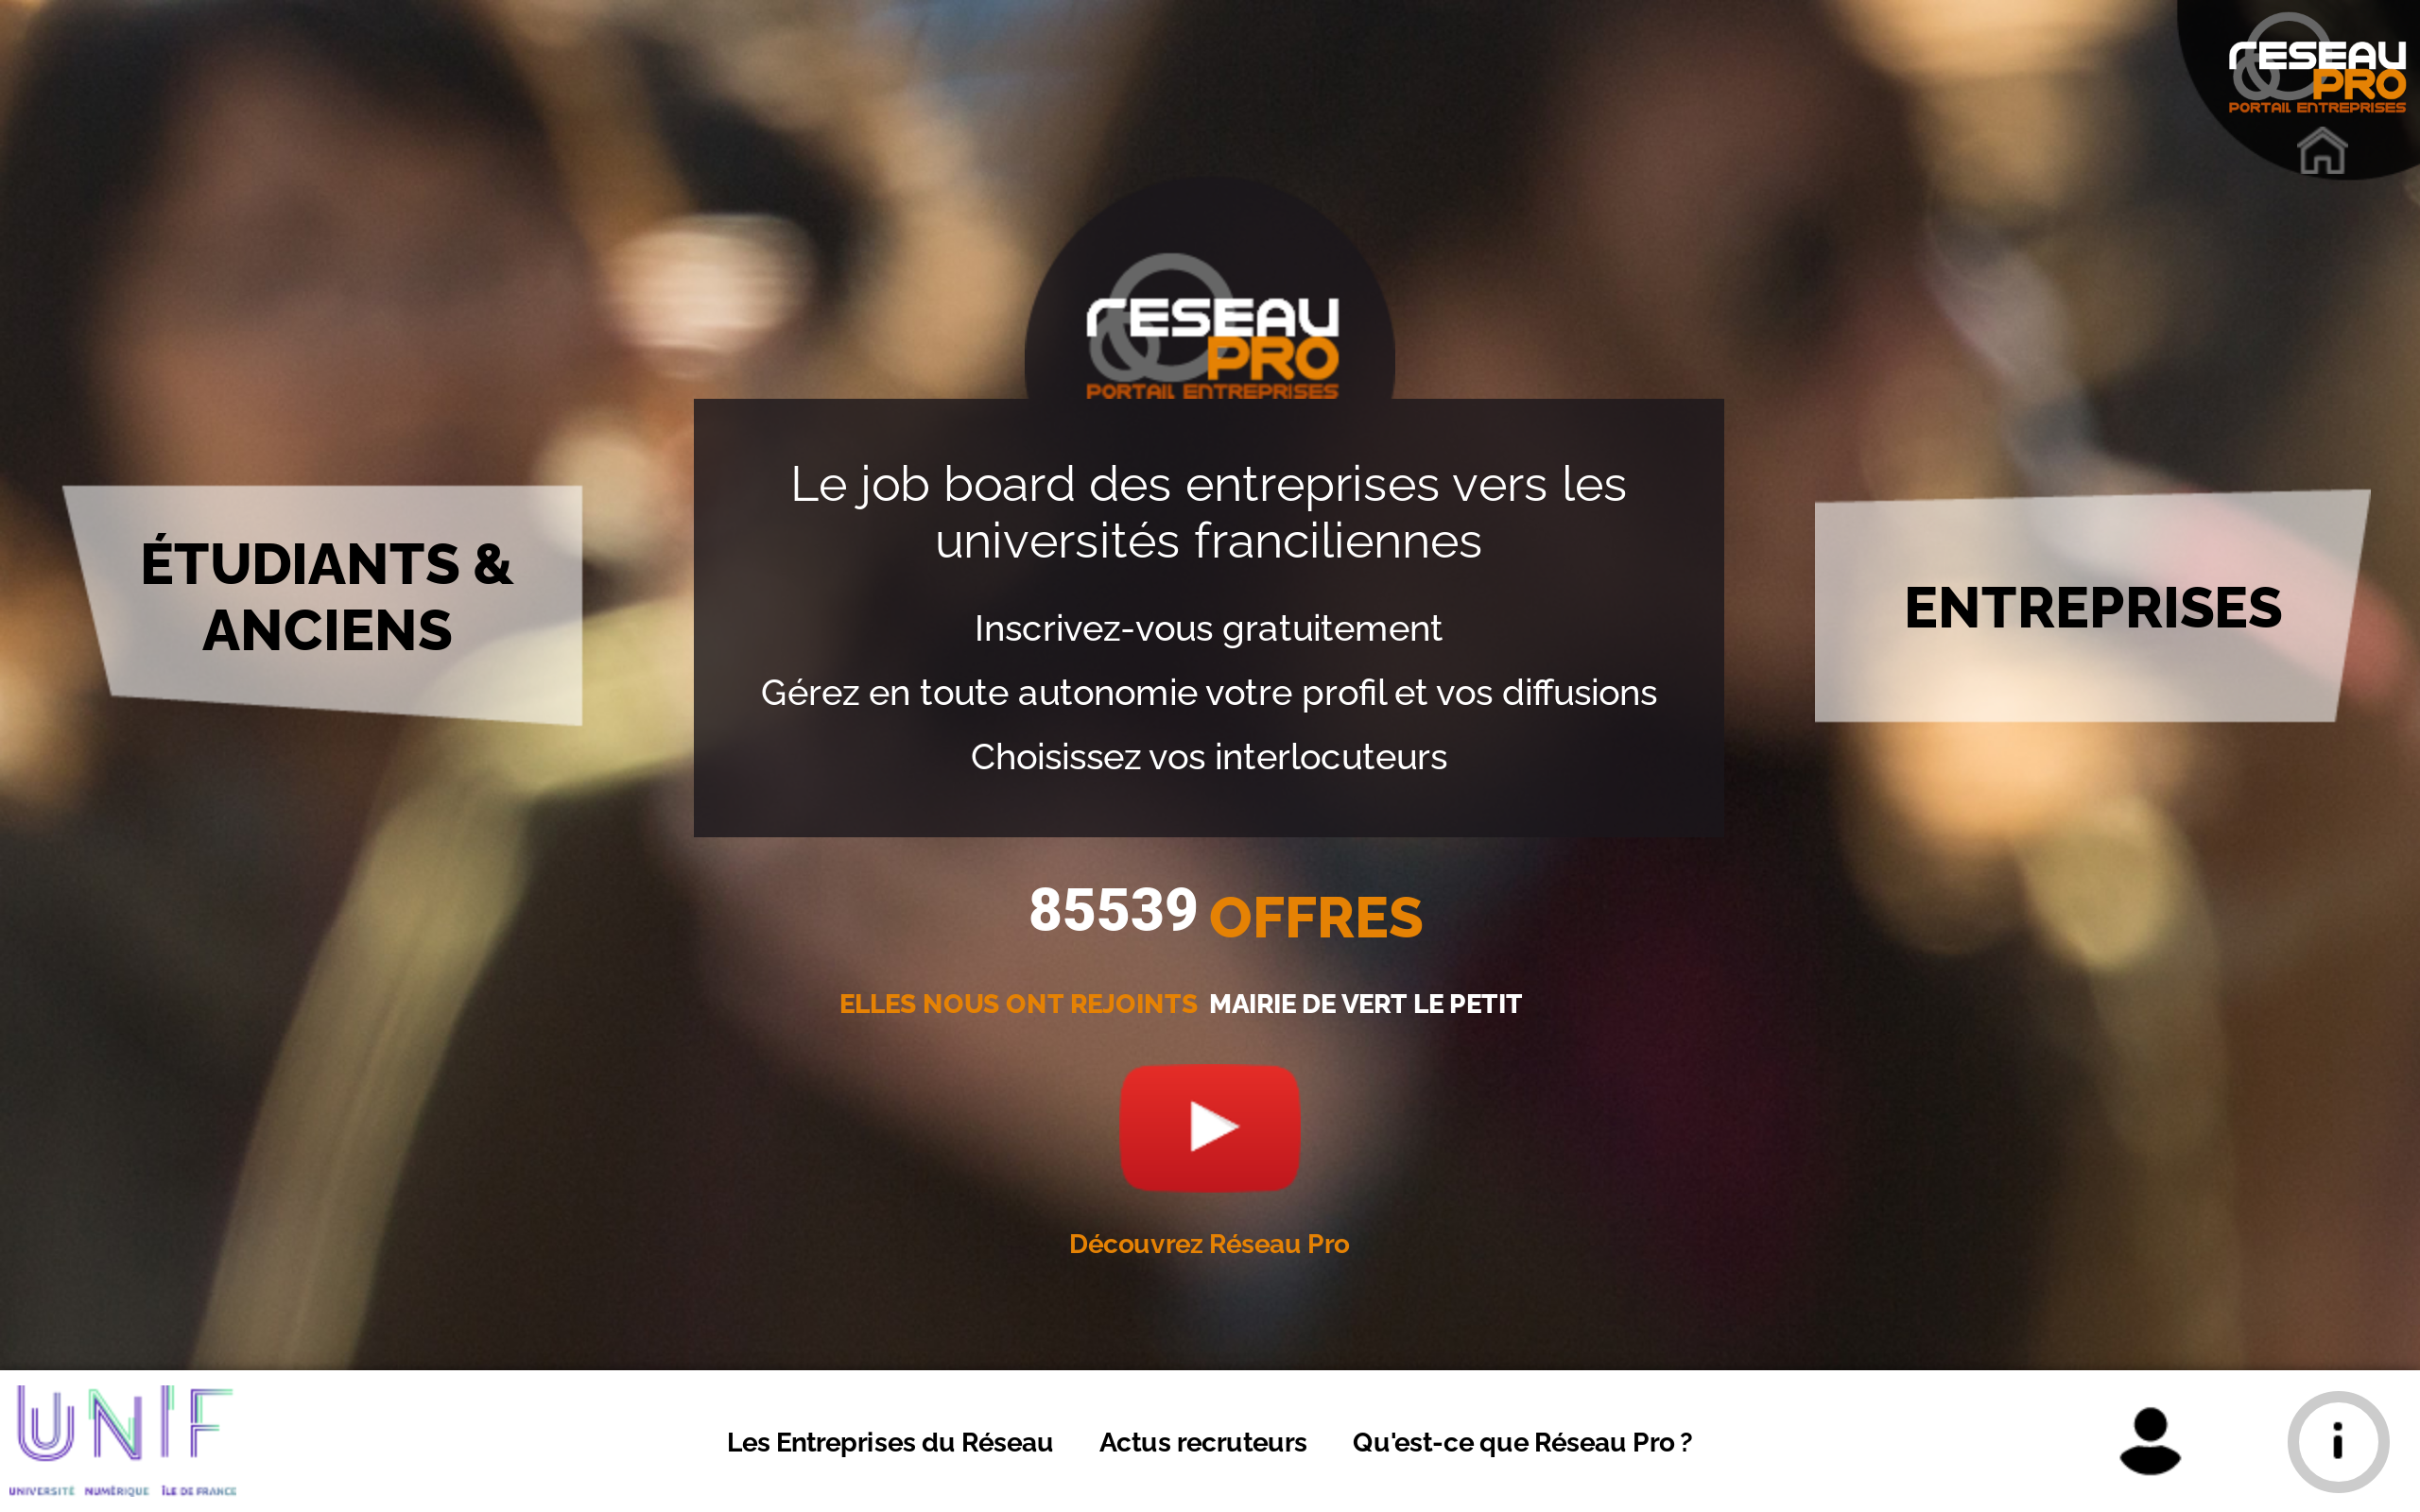 RESEAU
PRO
PORTAIL ENTREPRISES
RESEAU
PRO
PORTAIL ENTREPRISES
Le job board des entreprises vers les
universités franciliennes
Inscrivez-vous gratuitement
Gérez en toute autonomie votre profil et vos diffusions
Choisissez vos interlocuteurs
ÉTUDIANTS &
ANCIENS
ENTREPRISES
85539 OFFRES
ELLES NOUS ONT REJOINTS MAIRIE DE VERT LE PETIT
Découvrez Réseau Pro
UNIF
UNIVERSITÉ NUMÉRIQUE ÎLE DE FRANCE
Les Entreprises du Réseau Actus recruteurs Qu'est-ce que Réseau Pro ?